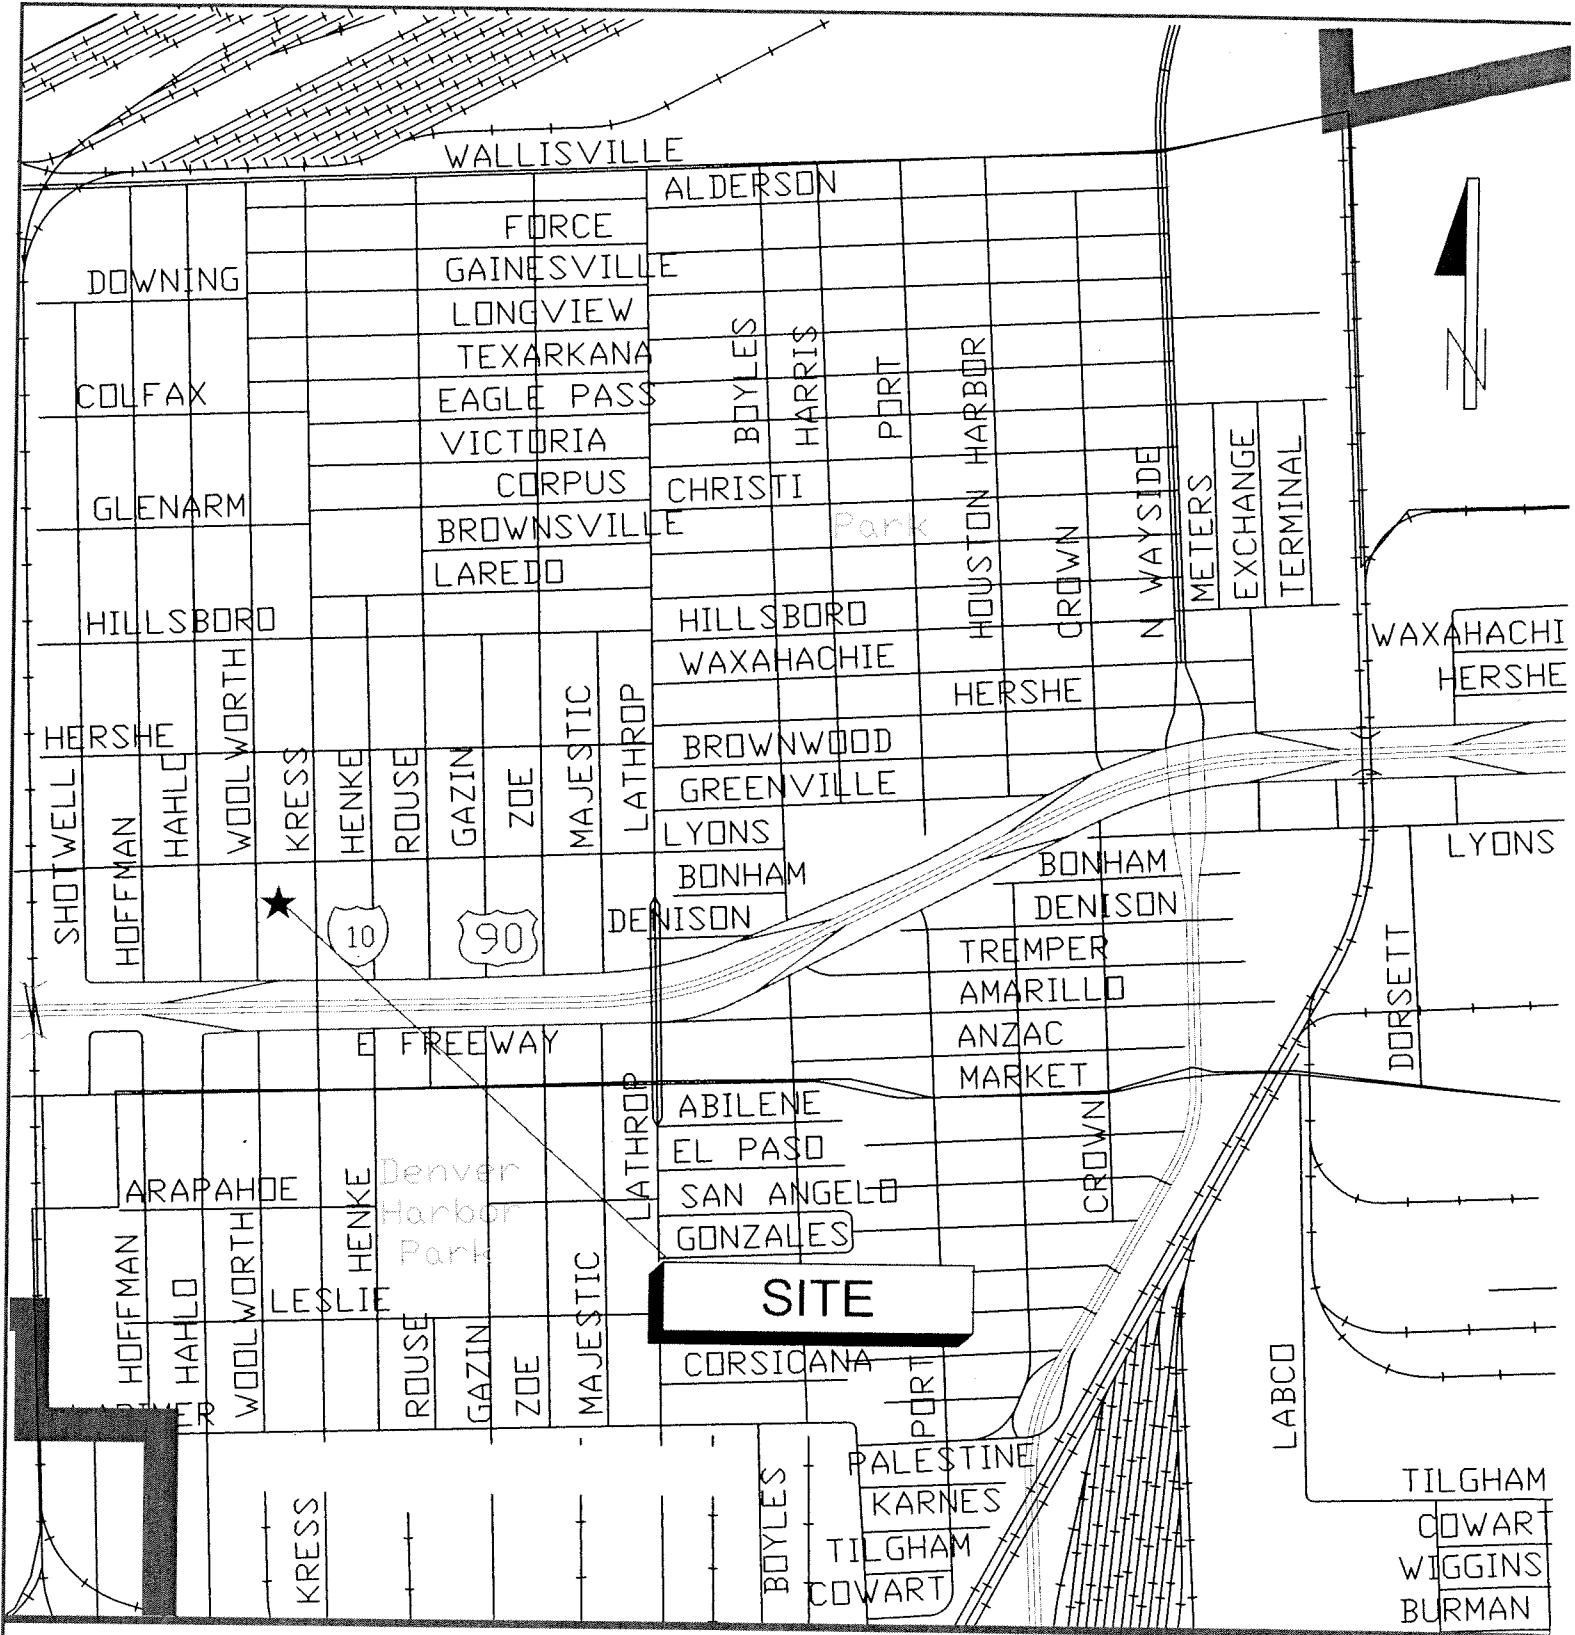 WALLISVILLE
ALDERSON
FORCE
GAINESVILLE
DOWNING
LONGVIEW
TEXARKANA
COLFAX
EAGLE PASS
VICTORIA
CORPUS CHRISTI
GLENARM
BROWNSVILLE
LAREDO
BOYLES
HARRIS
PORT
HOUSTON HARBOR
CROWN
N WAYSIDE
METERS
EXCHANGE
TERMINAL
N
Park
HILLSBORO
HILLSBORO
WAXAHACHIE
WAXAHACHI
HERSHE
HERSHE
HERSHE
BROWNWOOD
GREENVILLE
LYONS
LYONS
BONHAM
BONHAM
DENISON
DENISON
SHOTWELL
HOFFMAN
HAHLO
WOOLWORTH
KRESS
HENKE
ROUSE
GAZIN
ZOE
MAJESTIC
LATHROP
10
90
TREMPER
AMARILLO
ANZAC
MARKET
DORSETT
E FREEWAY
ABILENE
EL PASO
SAN ANGELO
GONZALES
LATHROP
CROWN
ARAPAHOE
HENKE
Denver
Harbor
Park
SITE
LESLIE
HOFFMAN
HAHLO
WOOLWORTH
ROUSE
GAZIN
ZOE
MAJESTIC
CORSICANA
PORT
LABCO
PALESTINE
KARNES
TILGHAM
COWART
KRESS
BOYLES
TILGHAM
COWART
WIGGINS
BURMAN